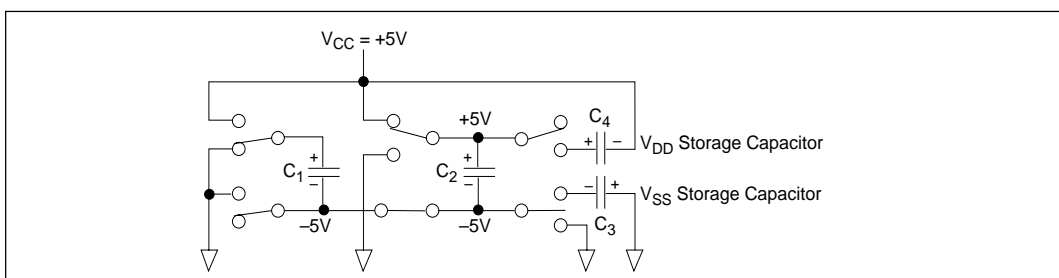 V_CC = +5V
+5V
C_4
+ −
V_DD Storage Capacitor
+
C_1
−
+
C_2
−
− +
V_SS Storage Capacitor
C_3
–5V
–5V